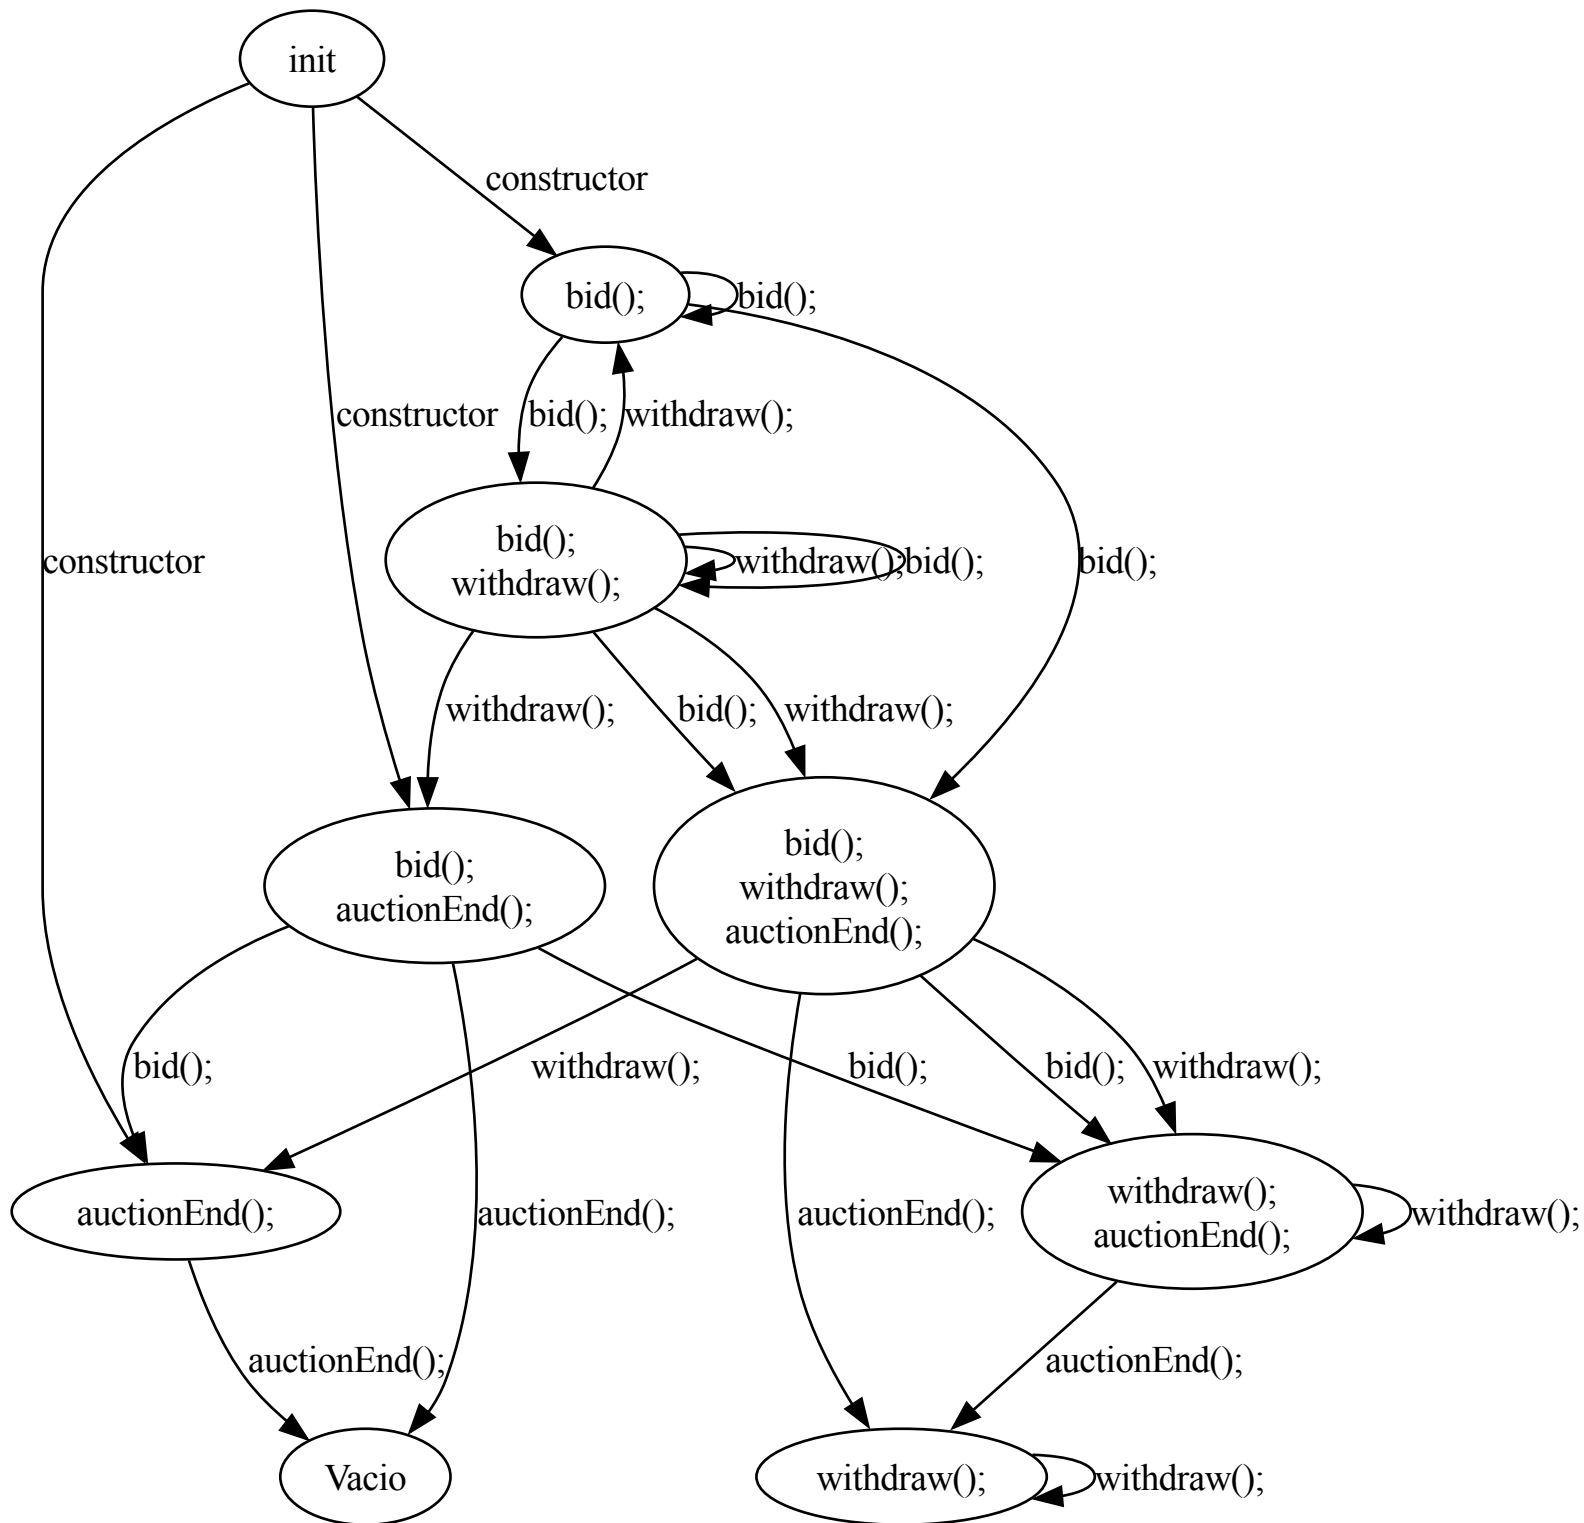 init
constructor
bid();
bid();
constructor
bid();
withdraw();
bid();
withdraw();
constructor
withdraw();
bid();
bid();
withdraw();
bid();
withdraw();
bid();
auctionEnd();
bid();
withdraw();
auctionEnd();
bid();
withdraw();
bid();
bid();
withdraw();
auctionEnd();
auctionEnd();
auctionEnd();
withdraw();
auctionEnd();
withdraw();
auctionEnd();
auctionEnd();
Vacio
withdraw();
withdraw();